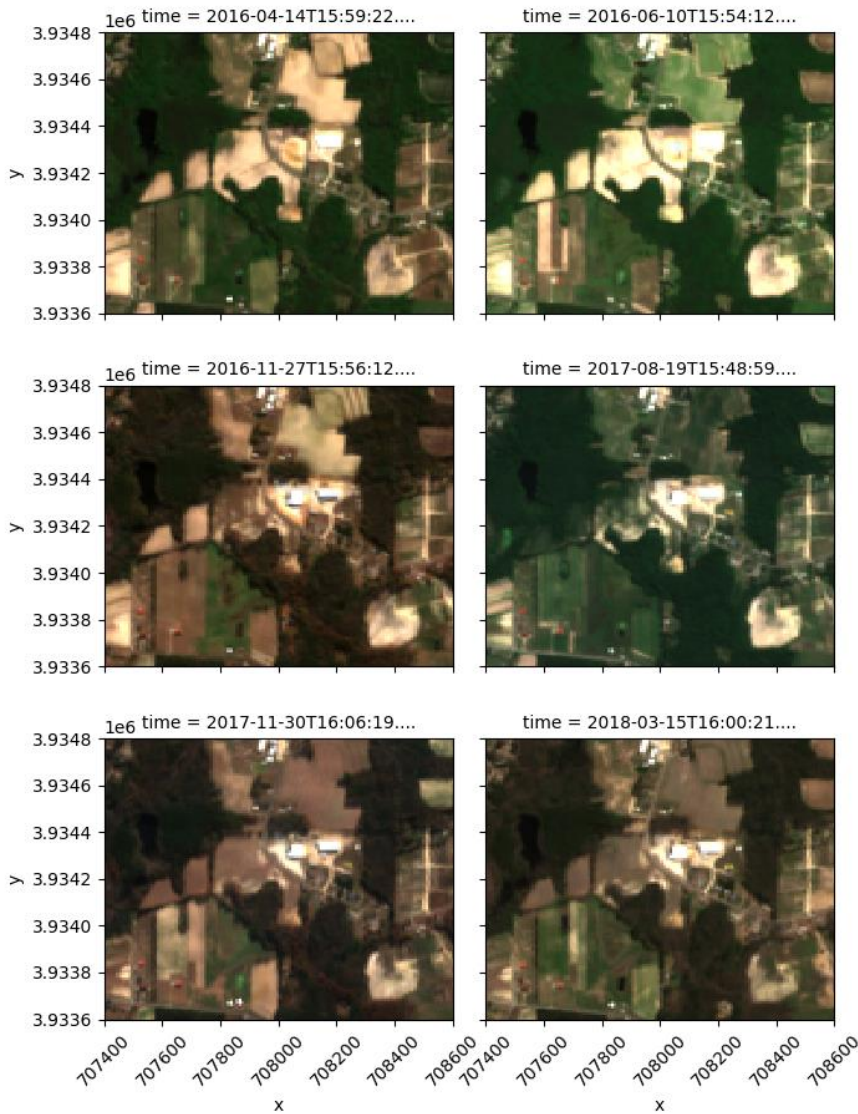 1e6 time = 2016-04-14T15:59:22....
time = 2016-06-10T15:54:12....
3.9348
3.9346
3.9344
y 3.9342
3.9340
3.9338
3.9336
1e6 time = 2016-11-27T15:56:12....
time = 2017-08-19T15:48:59....
3.9348
3.9346
3.9344
y 3.9342
3.9340
3.9338
3.9336
1e6 time = 2017-11-30T16:06:19....
time = 2018-03-15T16:00:21....
3.9348
3.9346
3.9344
y 3.9342
3.9340
3.9338
3.9336
707400 707600 707800 708000 708200 708400 708600
707400 707600 707800 708000 708200 708400 708600
x
x